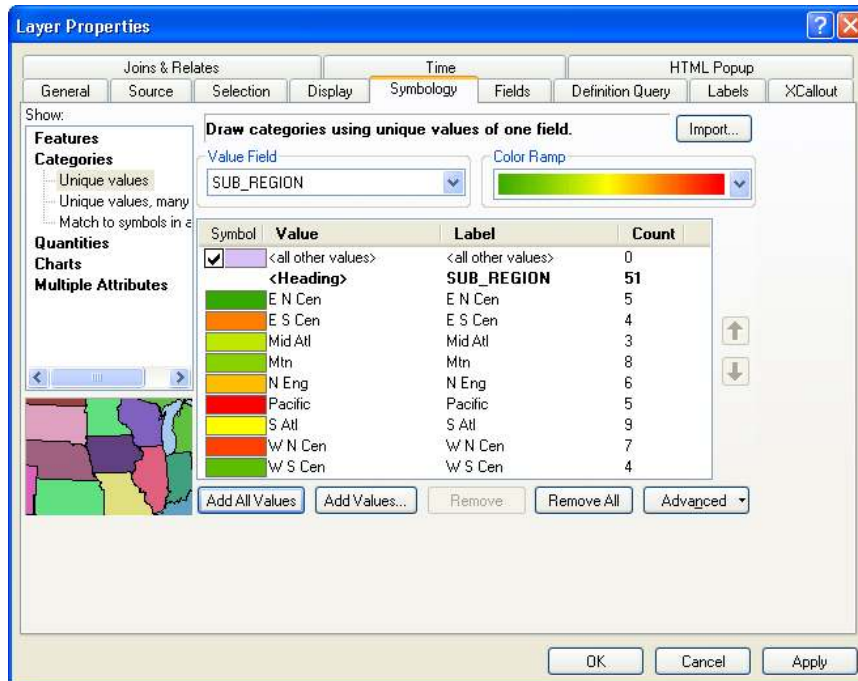 Layer Properties
Joins & Relates Time HTML Popup
General Source Selection Display Symbology Fields Definition Query Labels XCallout
Show:
Features
Categories
Unique values
Unique values, many
Match to symbols in a
Quantities
Charts
Multiple Attributes
Draw categories using unique values of one field.
Import...
Value Field
SUB_REGION
Color Ramp
Symbol Value Label Count
<all other values> <all other values> 0
<Heading> SUB_REGION 51
E N Cen E N Cen 5
E S Cen E S Cen 4
Mid Atl Mid Atl 3
Mtn Mtn 8
N Eng N Eng 6
Pacific Pacific 5
S Atl S Atl 9
W N Cen W N Cen 7
W S Cen W S Cen 4
Add All Values Add Values... Remove Remove All Advanced
OK Cancel Apply